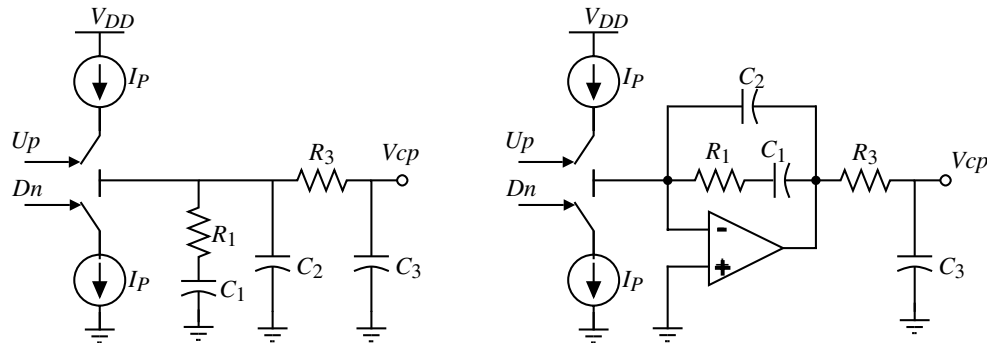 VDD
IP
Up
Dn
R3
Vcp
R1
C1
C2
C3
IP
VDD
IP
Up
Dn
C2
R1
C1
R3
Vcp
-
+
C3
IP